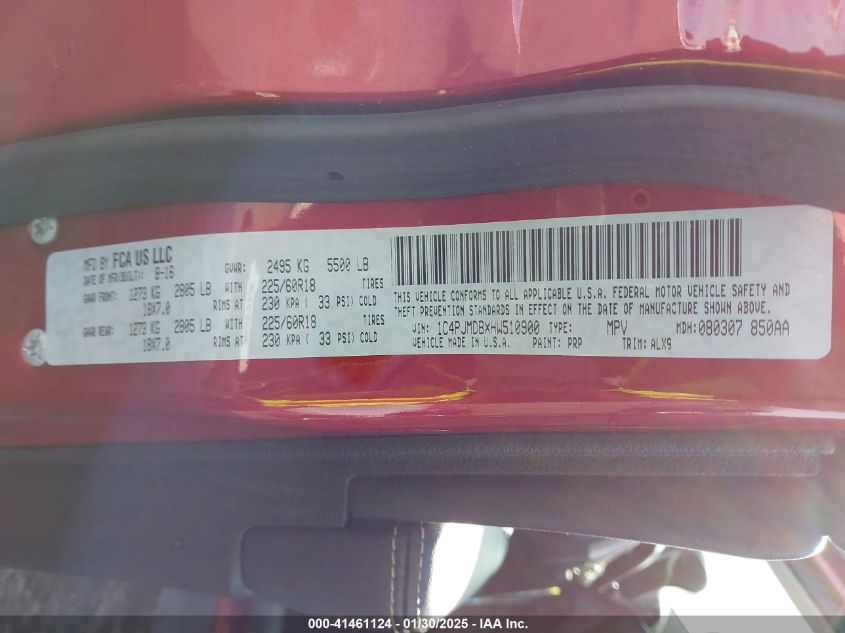 MFD BY FCA US LLC
DATE OF MFR/BUILT: 8-16 GVWR: 2495 KG 5500 LB
GAWR FRONT: 1273 KG 2805 LB WITH 225/60R18 TIRES
18X7.0 RIMS AT 230 KPA ( 33 PSI) COLD
GAWR REAR: 1273 KG 2805 LB WITH 225/60R18 TIRES
18X7.0 RIMS AT 230 KPA ( 33 PSI) COLD
THIS VEHICLE CONFORMS TO ALL APPLICABLE U.S.A. FEDERAL MOTOR VEHICLE SAFETY AND
THEFT PREVENTION STANDARDS IN EFFECT ON THE DATE OF MANUFACTURE SHOWN ABOVE.
VIN: 1C4PJMDBXHW510900 TYPE: MPV MDH: 080307 850AA
VEHICLE MADE IN U.S.A. PAINT: PRP TRIM: ALX9
000-41461124 - 01/30/2025 - IAA Inc.